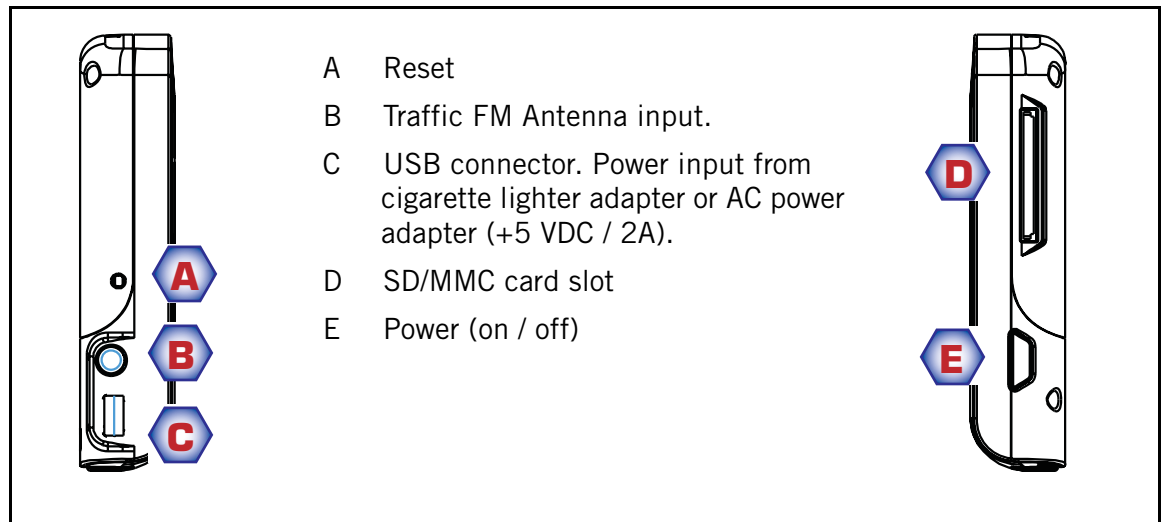 A Reset
B Traffic FM Antenna input.
C USB connector. Power input from
cigarette lighter adapter or AC power
adapter (+5 VDC / 2A).
D SD/MMC card slot
E Power (on / off)
A
B
C
D
E